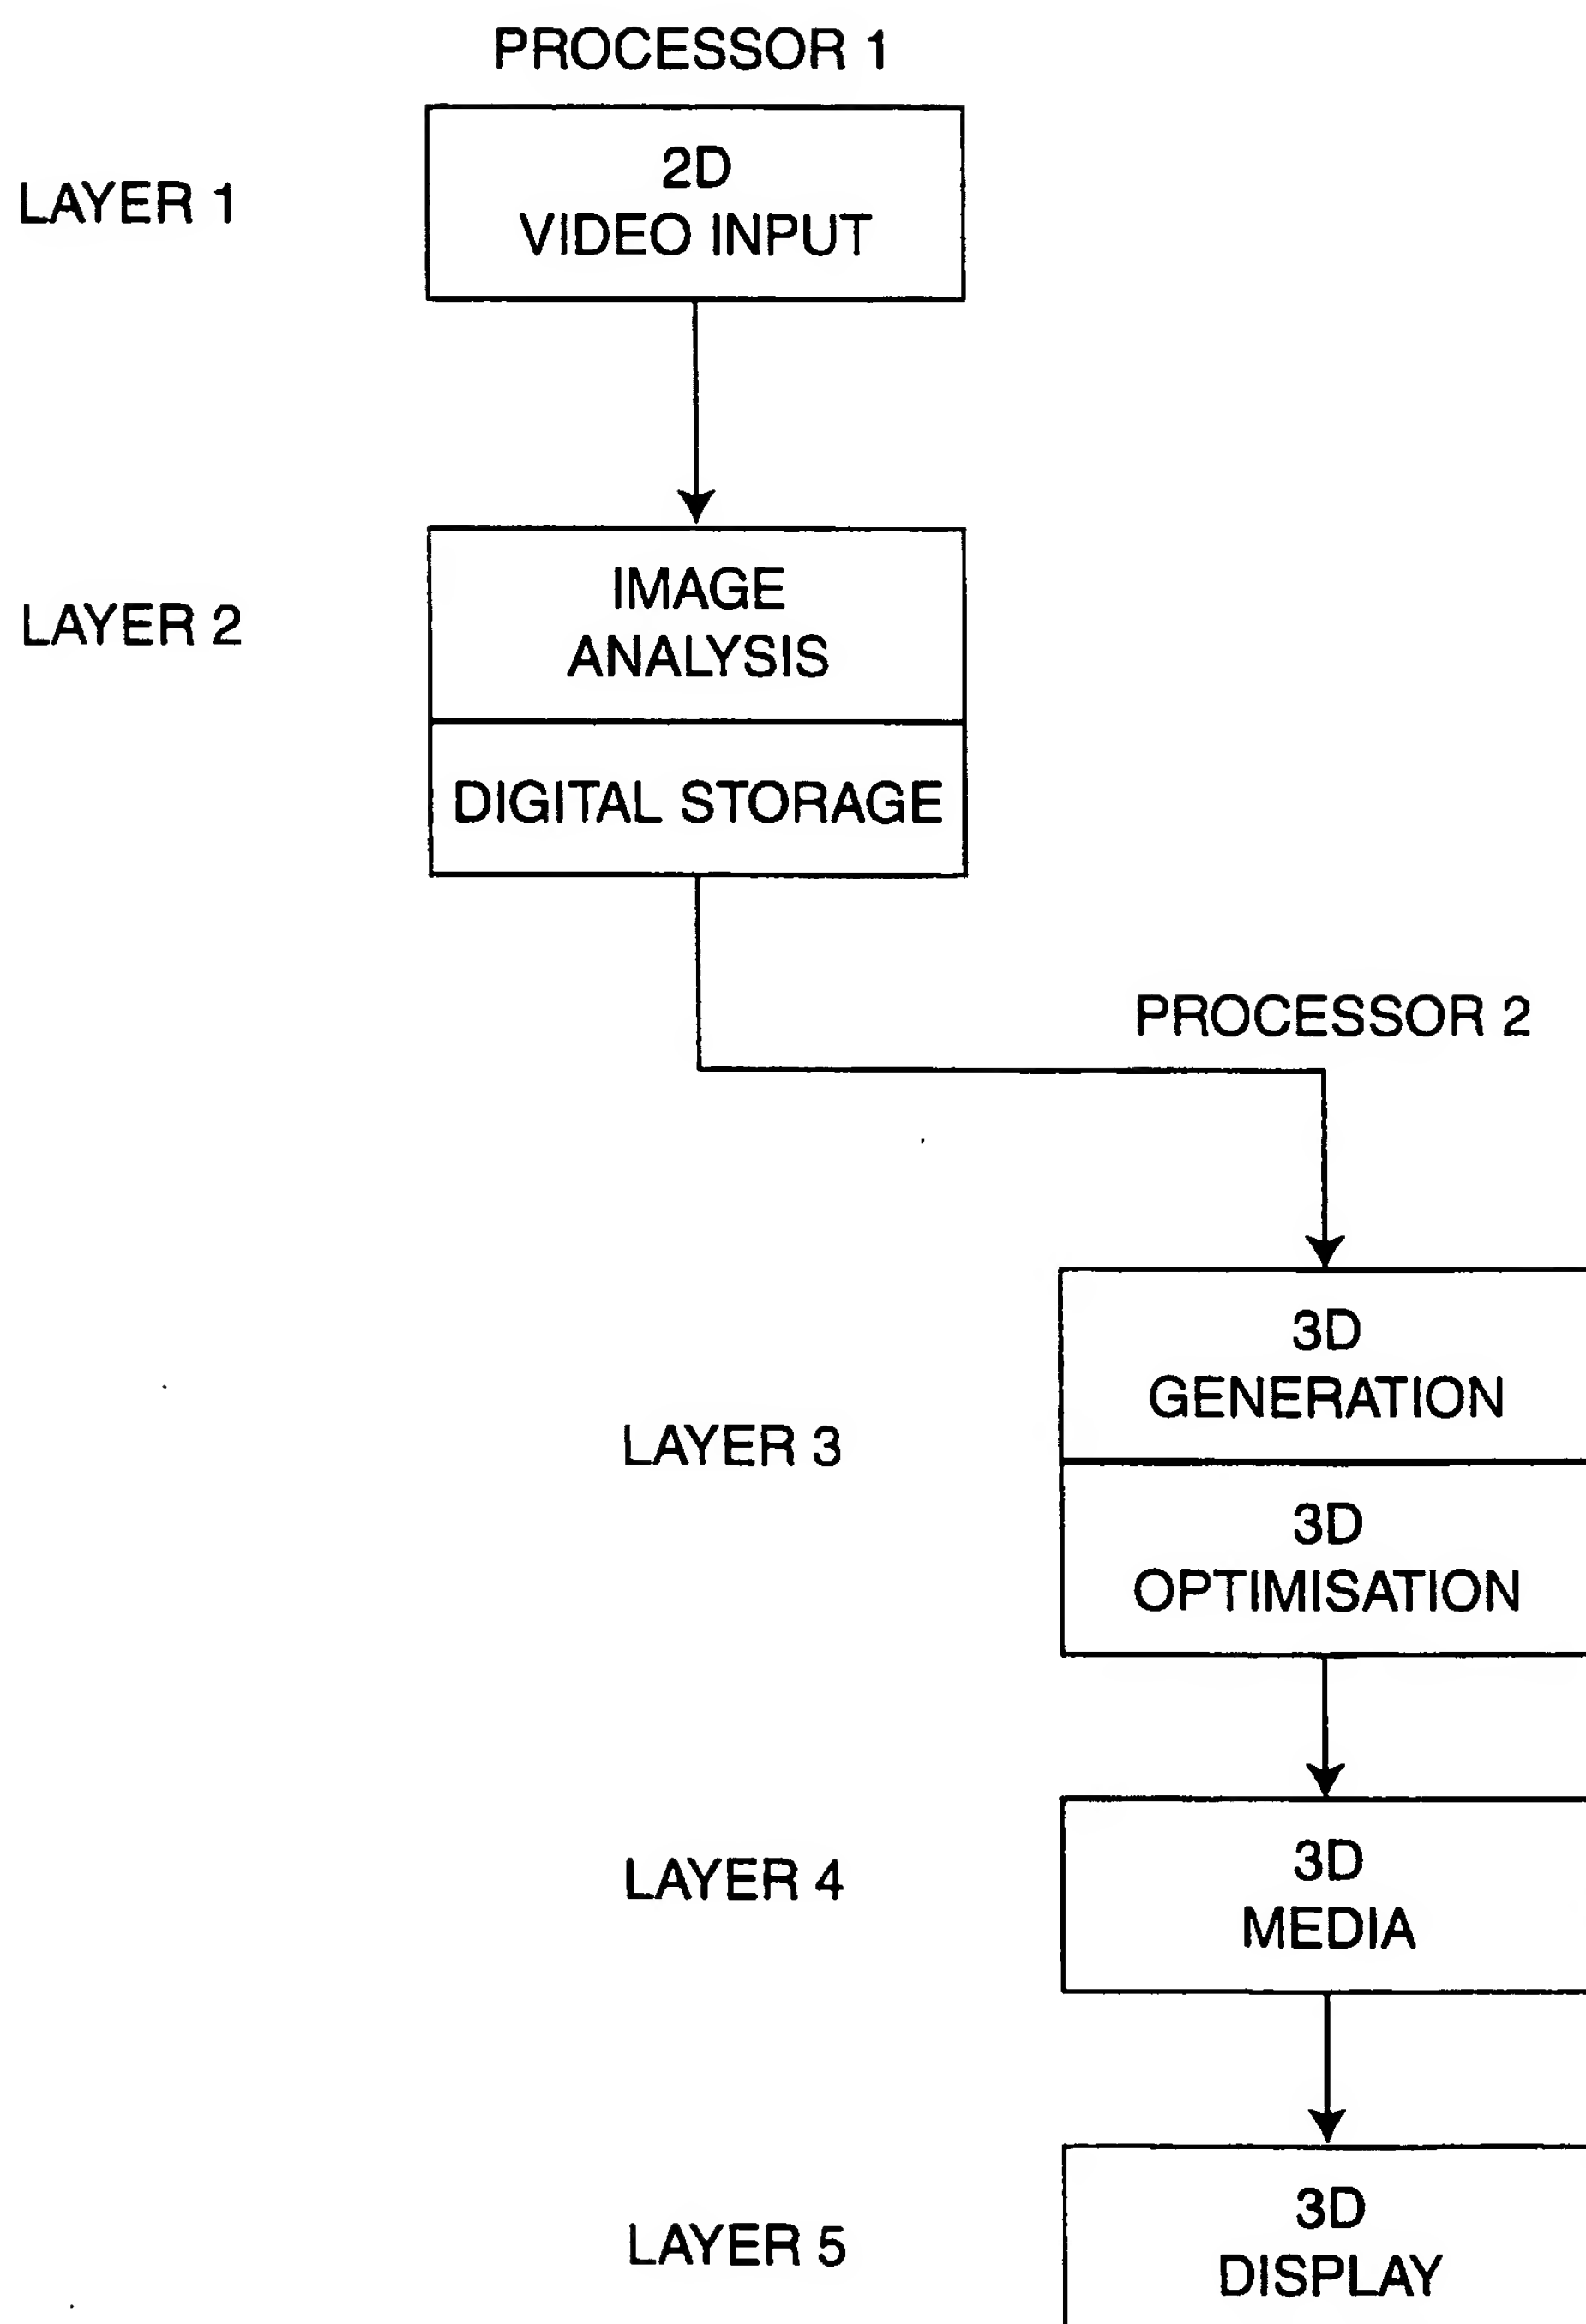 PROCESSOR 1
LAYER 1
2D
VIDEO INPUT
LAYER 2
IMAGE
ANALYSIS
DIGITAL STORAGE
PROCESSOR 2
3D
GENERATION
LAYER 3
3D
OPTIMISATION
LAYER 4
3D
MEDIA
LAYER 5
3D
DISPLAY